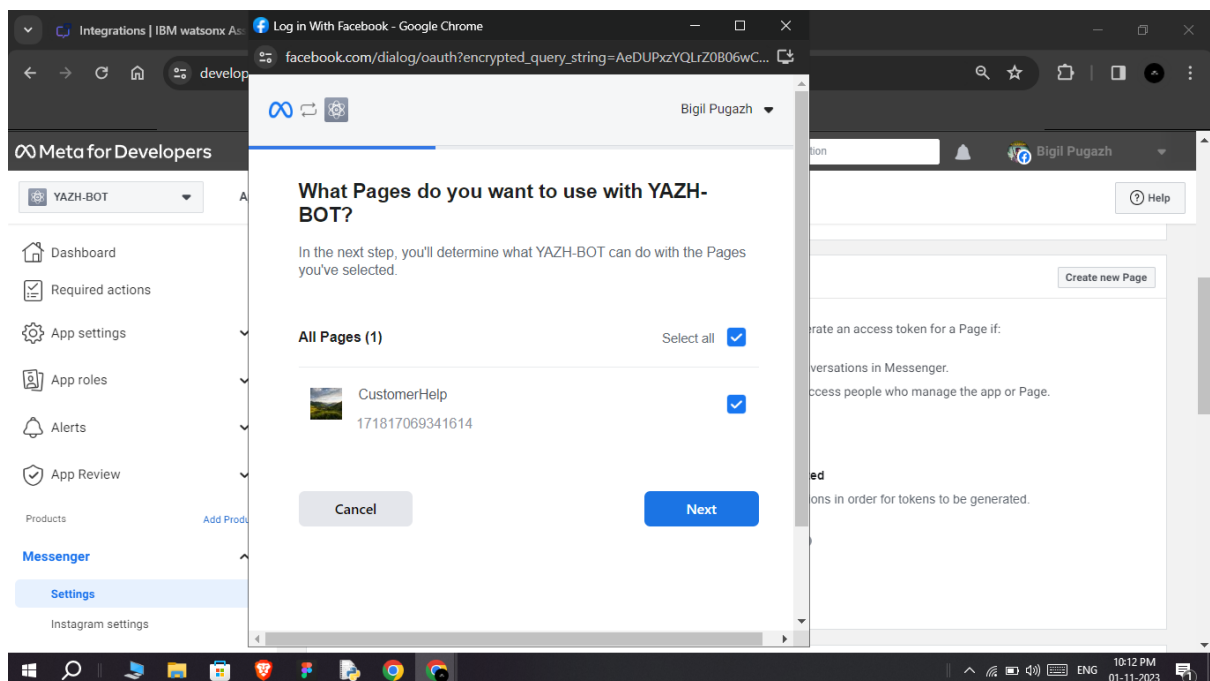 Integrations | IBM watsonx As
Log in With Facebook - Google Chrome
develop
facebook.com/dialog/oauth?encrypted_query_string=AeDUPxzYQLrZ0B06wC...
Bigil Pugazh
Meta for Developers
Bigil Pugazh
YAZH-BOT
Help
What Pages do you want to use with YAZH-
BOT?
In the next step, you'll determine what YAZH-BOT can do with the Pages
you've selected.
All Pages (1)
Select all
CustomerHelp
171817069341614
Cancel
Next
Dashboard
Required actions
App settings
App roles
Alerts
App Review
Products
Add Produ
Messenger
Settings
Instagram settings
Create new Page
rate an access token for a Page if:
versations in Messenger.
ccess people who manage the app or Page.
ed
ons in order for tokens to be generated.
ENG
10:12 PM
01-11-2023